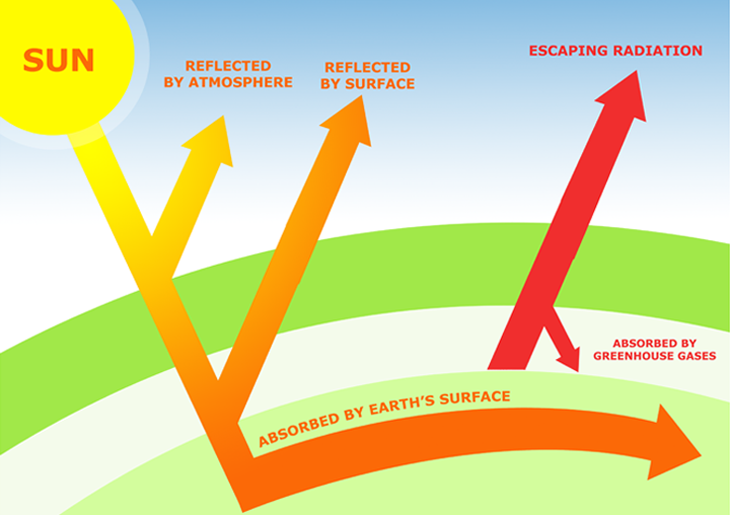 SUN
REFLECTED
BY ATMOSPHERE
REFLECTED
BY SURFACE
ESCAPING RADIATION
ABSORBED BY
GREENHOUSE GASES
ABSORBED BY EARTH'S SURFACE